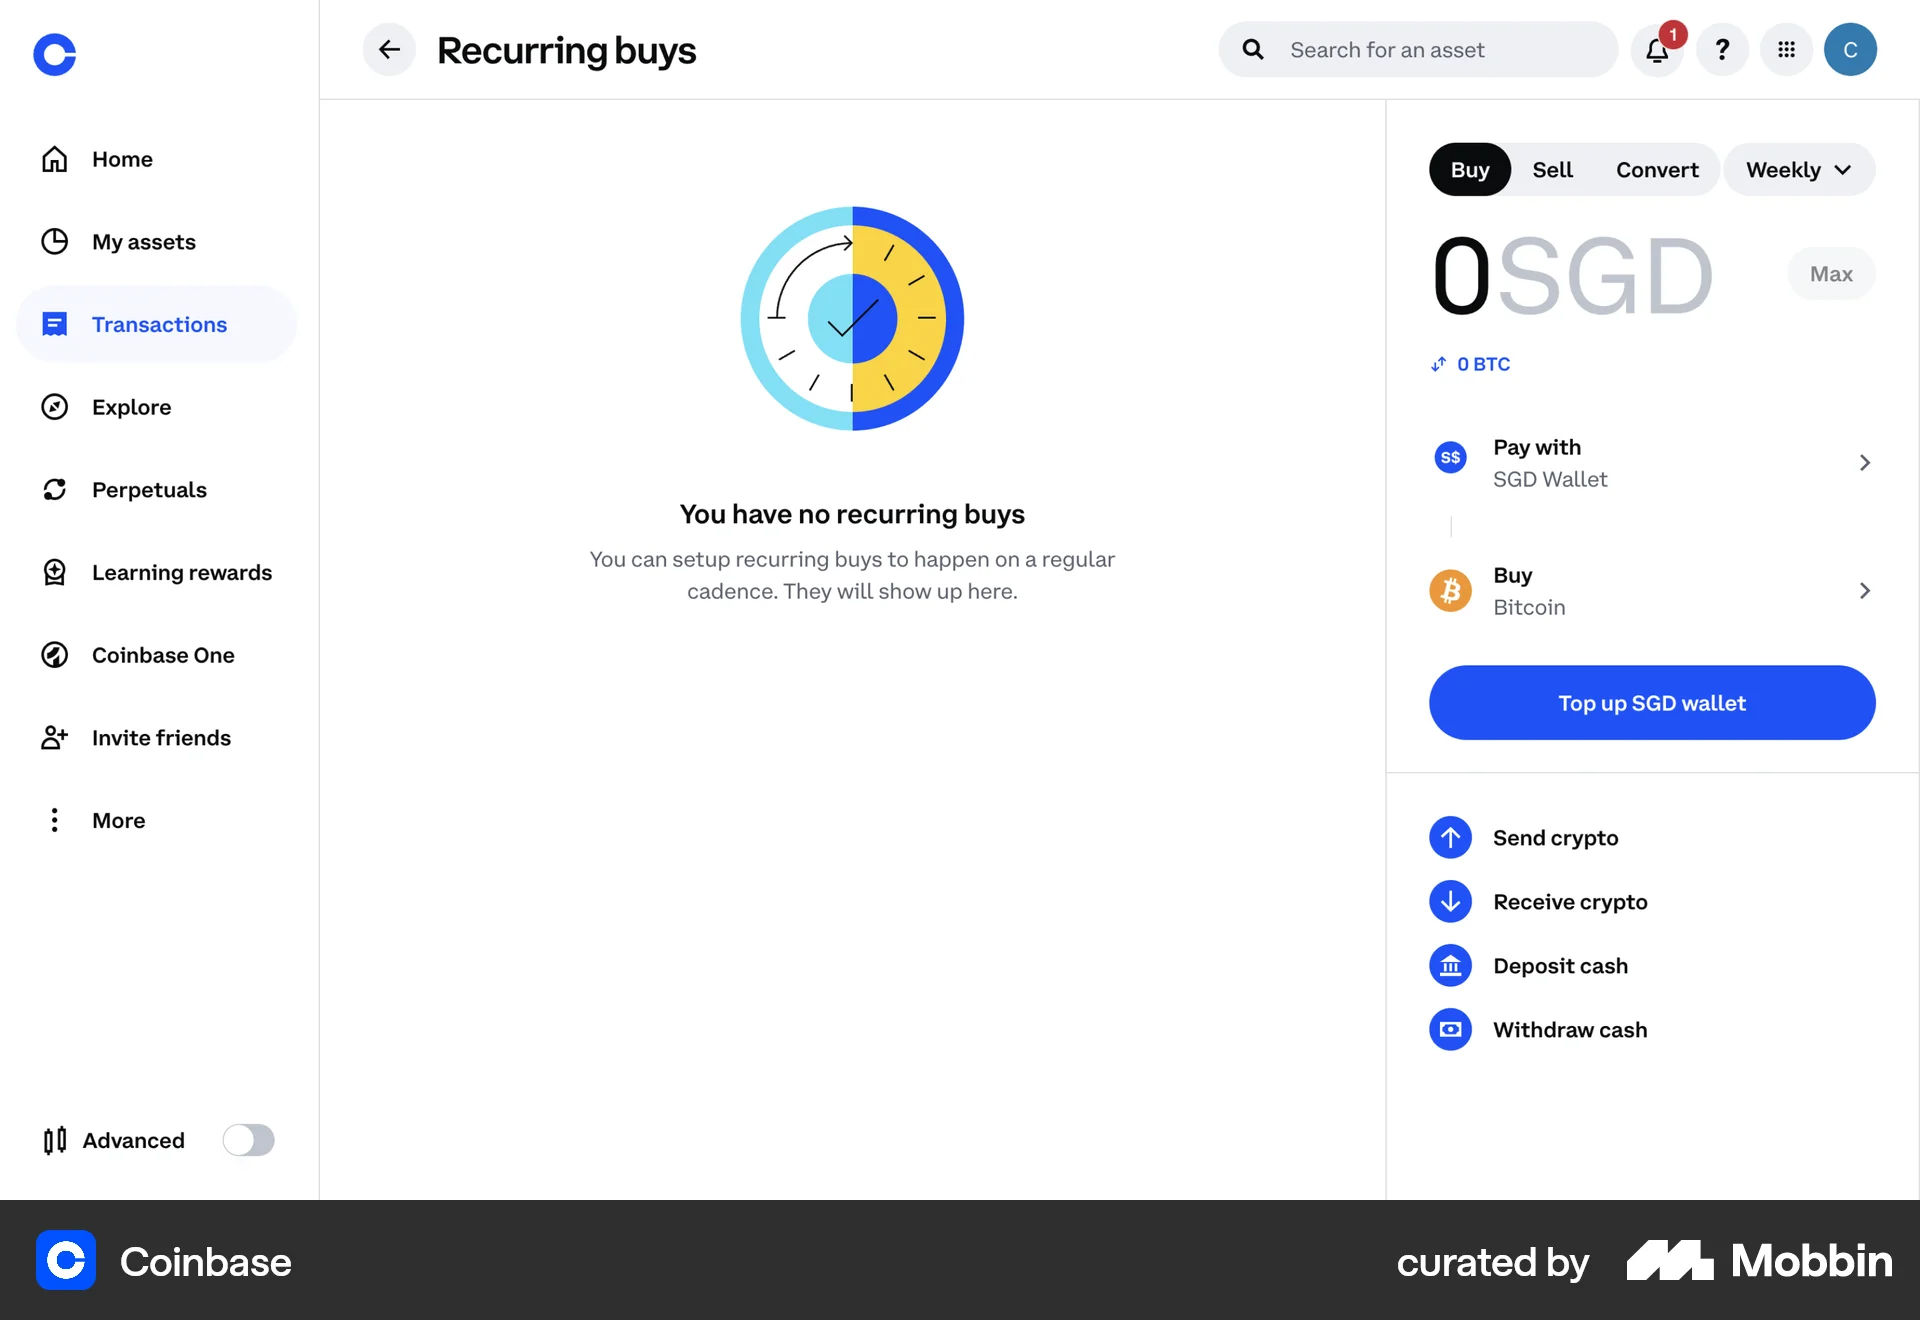 Recurring buys
Search for an asset
1
?
C
Home
My assets
Transactions
Explore
Perpetuals
Learning rewards
Coinbase One
Invite friends
More
Advanced
You have no recurring buys
You can setup recurring buys to happen on a regular
cadence. They will show up here.
Buy Sell Convert Weekly
0SGD
Max
0 BTC
S$
Pay with
SGD Wallet
Buy
Bitcoin
Top up SGD wallet
Send crypto
Receive crypto
Deposit cash
Withdraw cash
Coinbase
curated by Mobbin